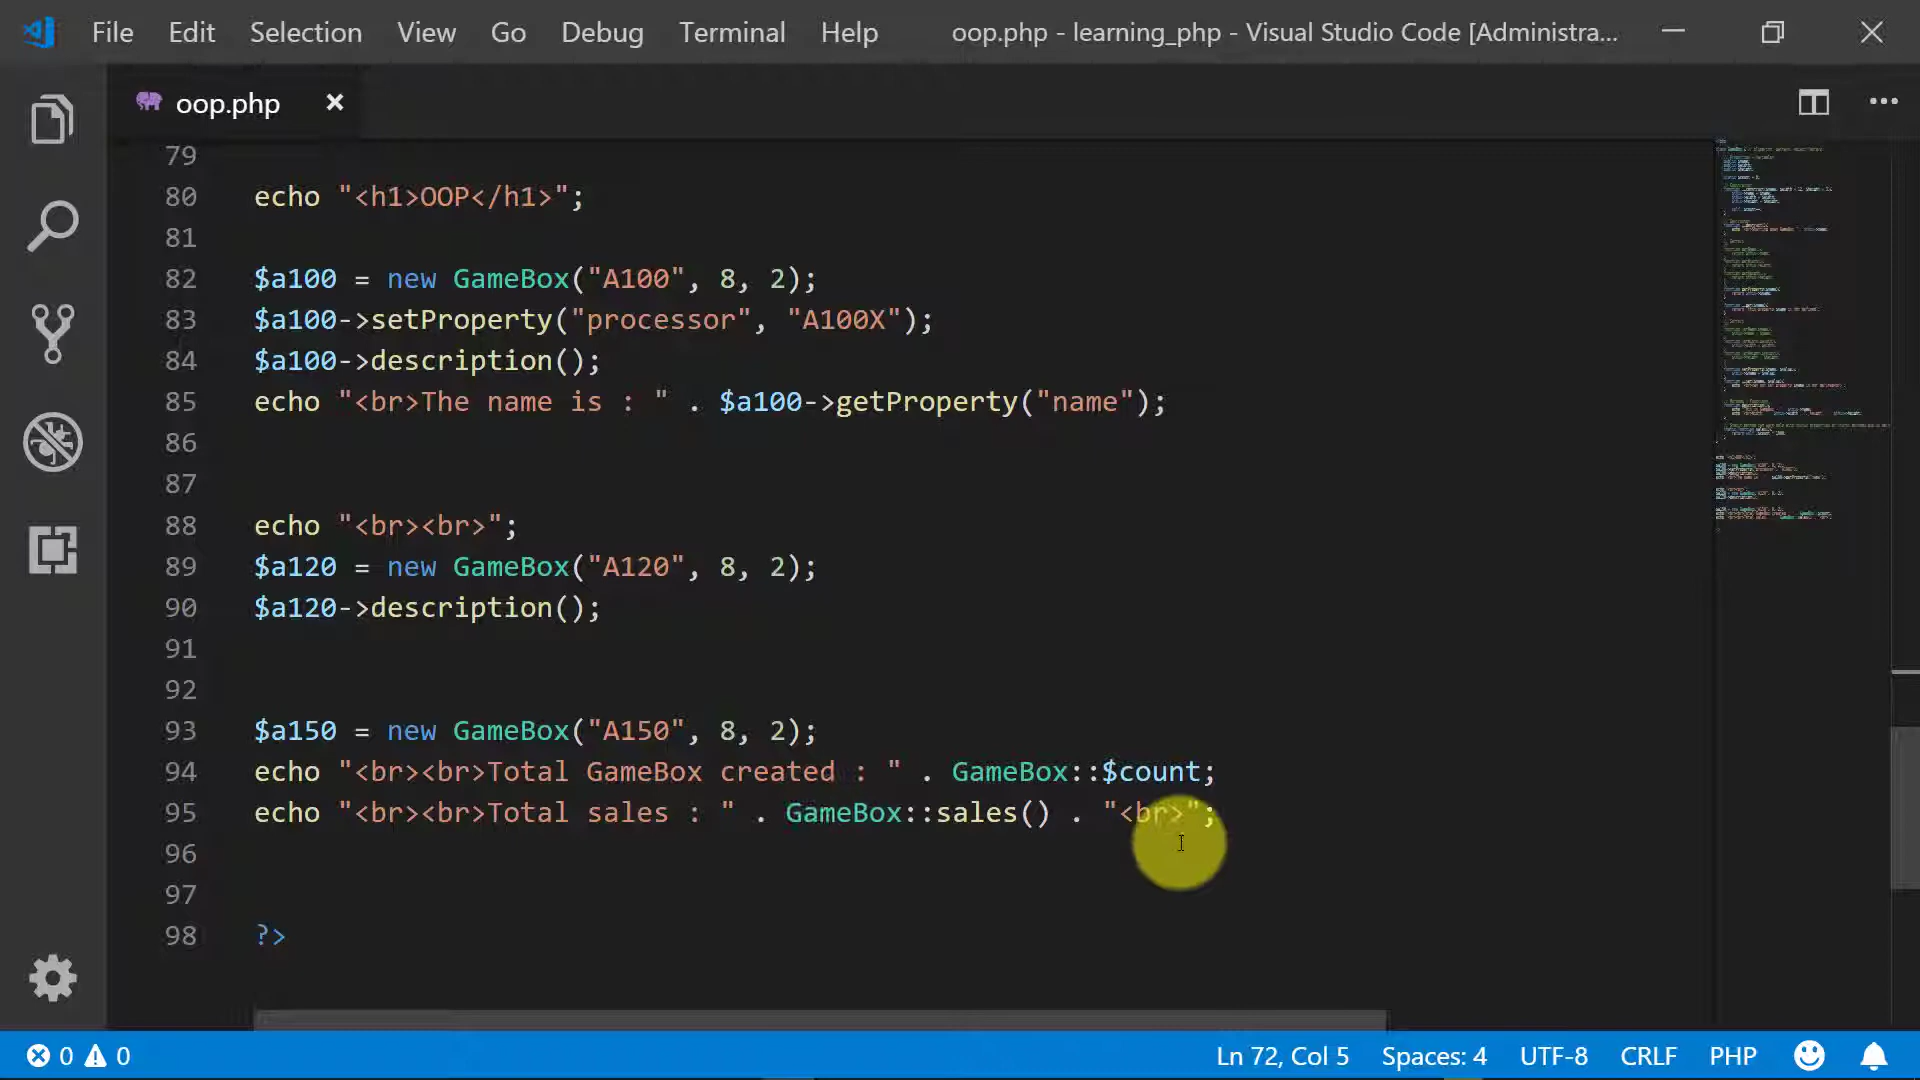 File Edit Selection View Go Debug Terminal Help oop.php - learning_php - Visual Studio Code [Administra...
oop.php
79
80 echo "<h1>OOP</h1>";
81
82 $a100 = new GameBox("A100", 8, 2);
83 $a100->setProperty("processor", "A100X");
84 $a100->description();
85 echo "<br>The name is : " . $a100->getProperty("name");
86
87
88 echo "<br><br>";
89 $a120 = new GameBox("A120", 8, 2);
90 $a120->description();
91
92
93 $a150 = new GameBox("A150", 8, 2);
94 echo "<br><br>Total GameBox created : " . GameBox::$count;
95 echo "<br><br>Total sales : " . GameBox::sales() . "<br>";
96
97
98 ?>
0 0 Ln 72, Col 5 Spaces: 4 UTF-8 CRLF PHP